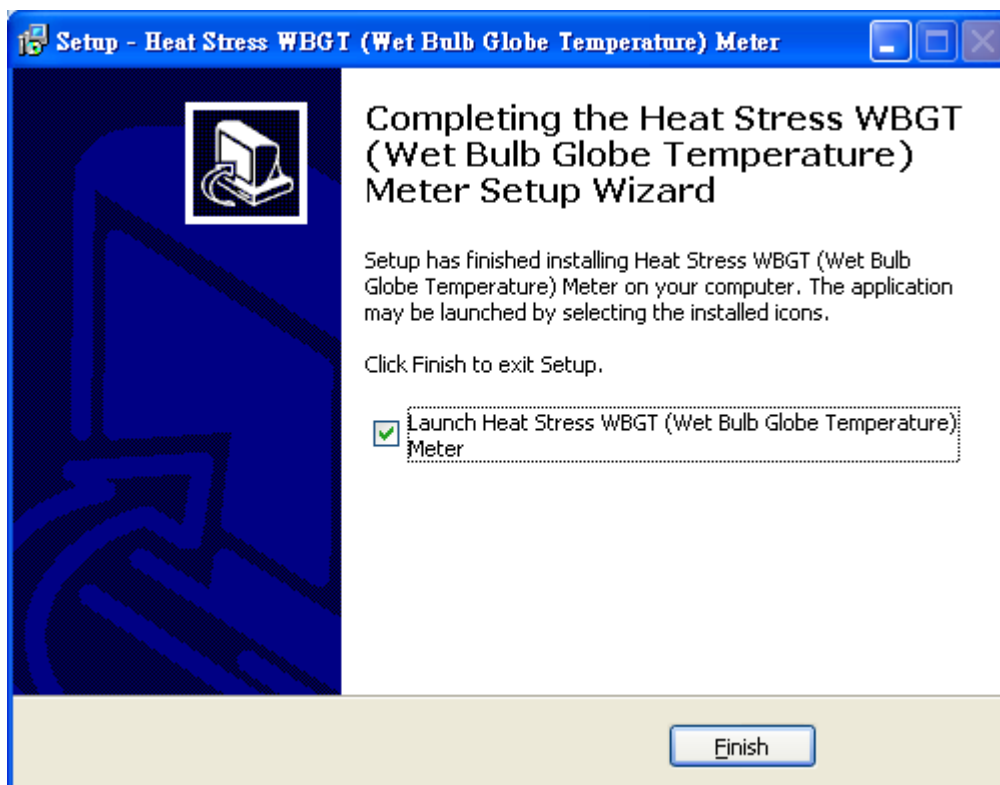 Setup - Heat Stress WBGT (Wet Bulb Globe Temperature) Meter
Completing the Heat Stress WBGT
(Wet Bulb Globe Temperature)
Meter Setup Wizard
Setup has finished installing Heat Stress WBGT (Wet Bulb
Globe Temperature) Meter on your computer. The application
may be launched by selecting the installed icons.
Click Finish to exit Setup.
Launch Heat Stress WBGT (Wet Bulb Globe Temperature)
Meter
Finish